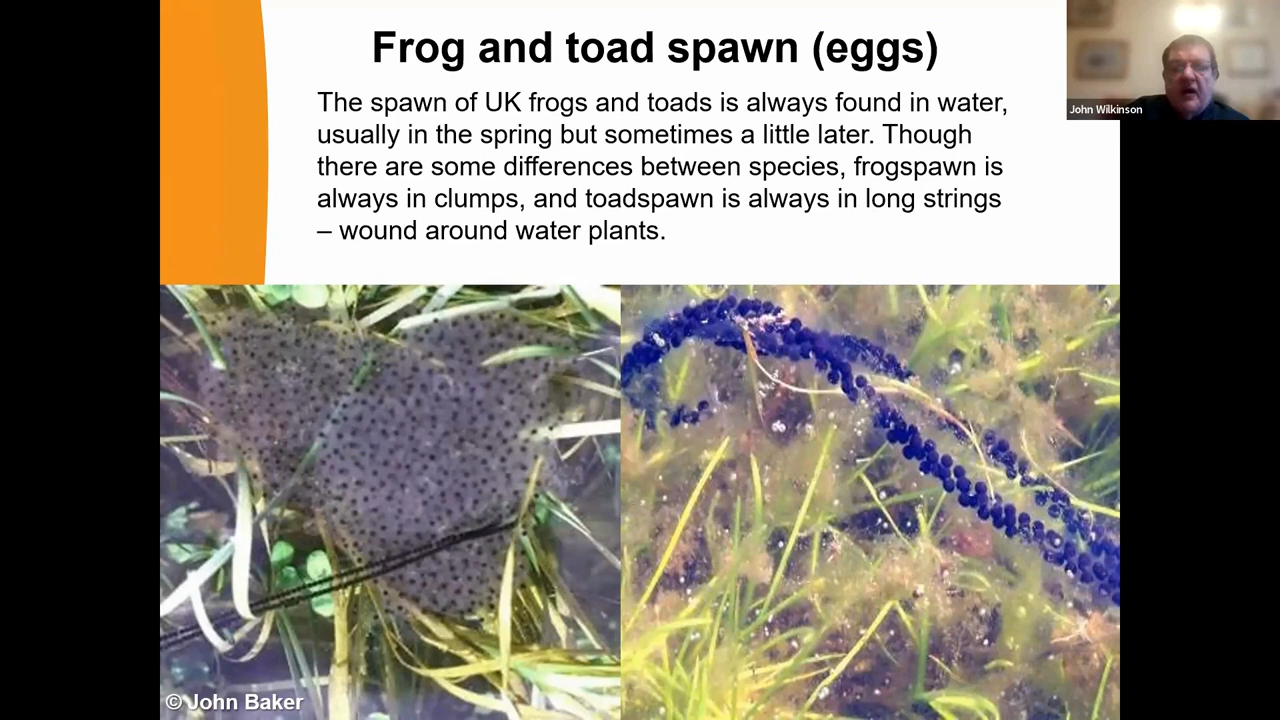 Frog and toad spawn (eggs)
The spawn of UK frogs and toads is always found in water,
usually in the spring but sometimes a little later. Though
there are some differences between species, frogspawn is
always in clumps, and toadspawn is always in long strings
– wound around water plants.
John Wilkinson
© John Baker